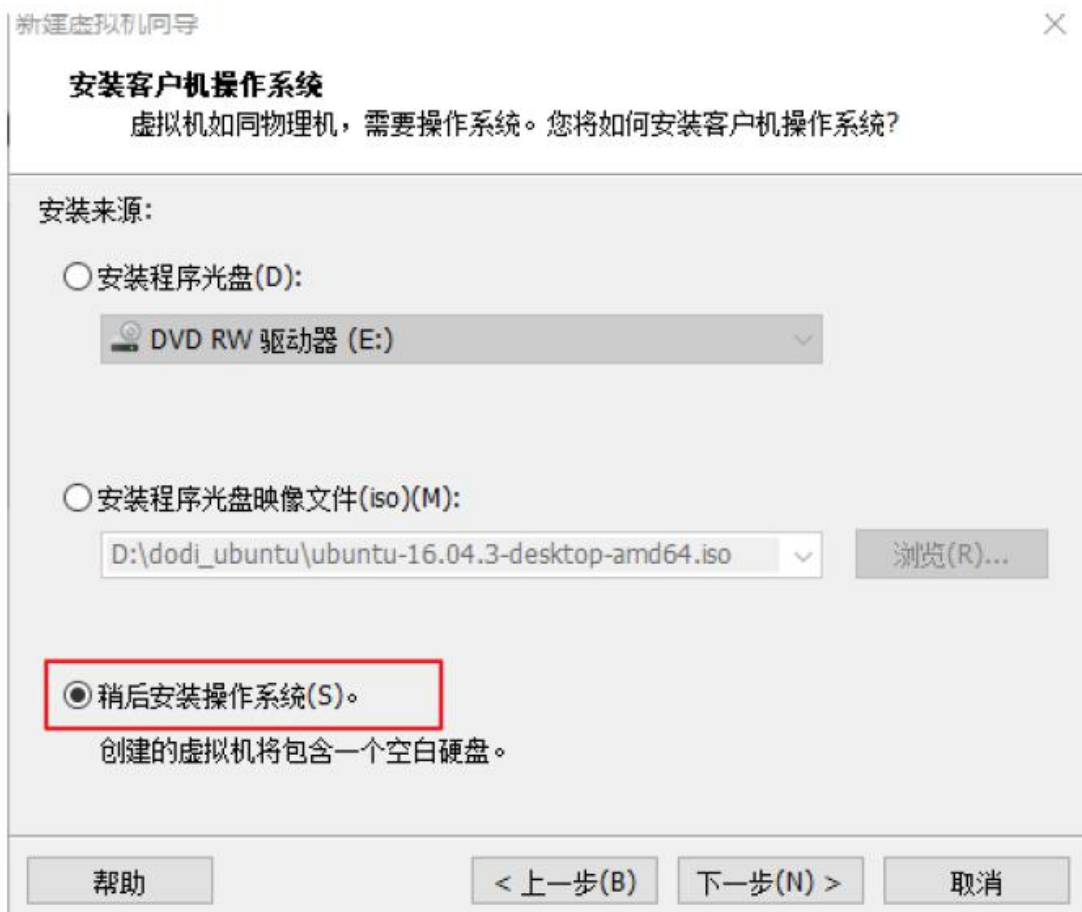 新建虚拟机向导
安装客户机操作系统
虚拟机如同物理机，需要操作系统。您将如何安装客户机操作系统?
安装来源:
安装程序光盘(D):
DVD RW 驱动器 (E:)
安装程序光盘映像文件(iso)(M):
D:\dodi_ubuntu\ubuntu-16.04.3-desktop-amd64.iso
浏览(R)...
稍后安装操作系统(S)。
创建的虚拟机将包含一个空白硬盘。
帮助
< 上一步(B)
下一步(N) >
取消